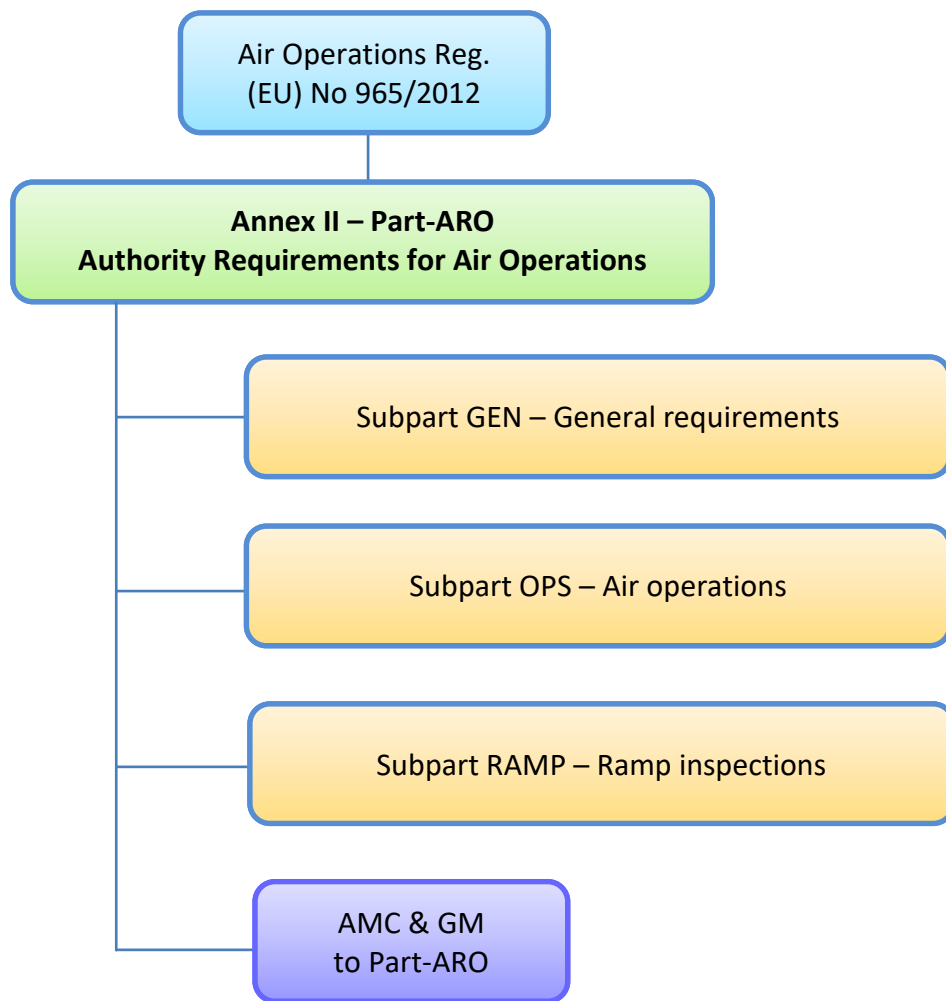 Air Operations Reg.
(EU) No 965/2012
Annex II – Part-ARO
Authority Requirements for Air Operations
Subpart GEN – General requirements
Subpart OPS – Air operations
Subpart RAMP – Ramp inspections
AMC & GM
to Part-ARO